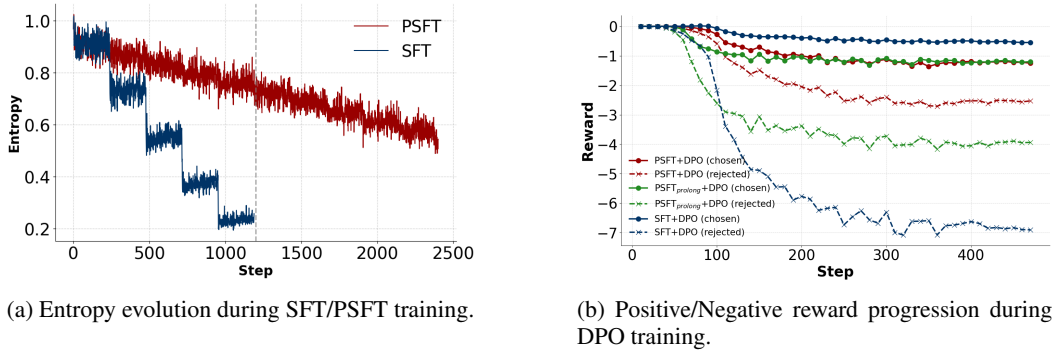 1.0
0.8
0.6
0.4
0.2
Entropy
PSFT
SFT
0
500
1000
1500
2000
2500
Step
(a) Entropy evolution during SFT/PSFT training.
0
−1
−2
−3
−4
−5
−6
−7
Reward
PSFT+DPO (chosen)
PSFT+DPO (rejected)
PSFTprolong+DPO (chosen)
PSFTprolong+DPO (rejected)
SFT+DPO (chosen)
SFT+DPO (rejected)
0
200
400
Step
(b) Positive/Negative reward progression during
DPO training.